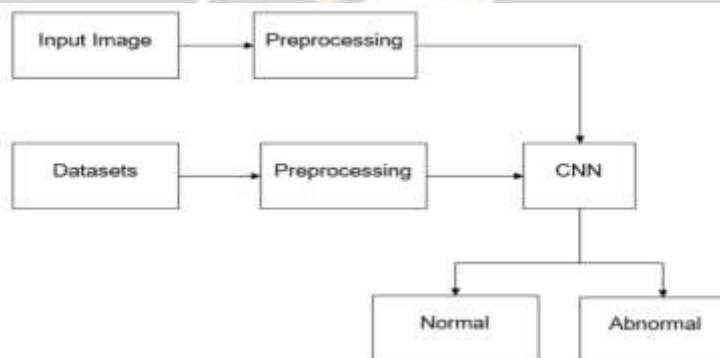 Input Image
Preprocessing
Datasets
Preprocessing
CNN
Normal
Abnormal